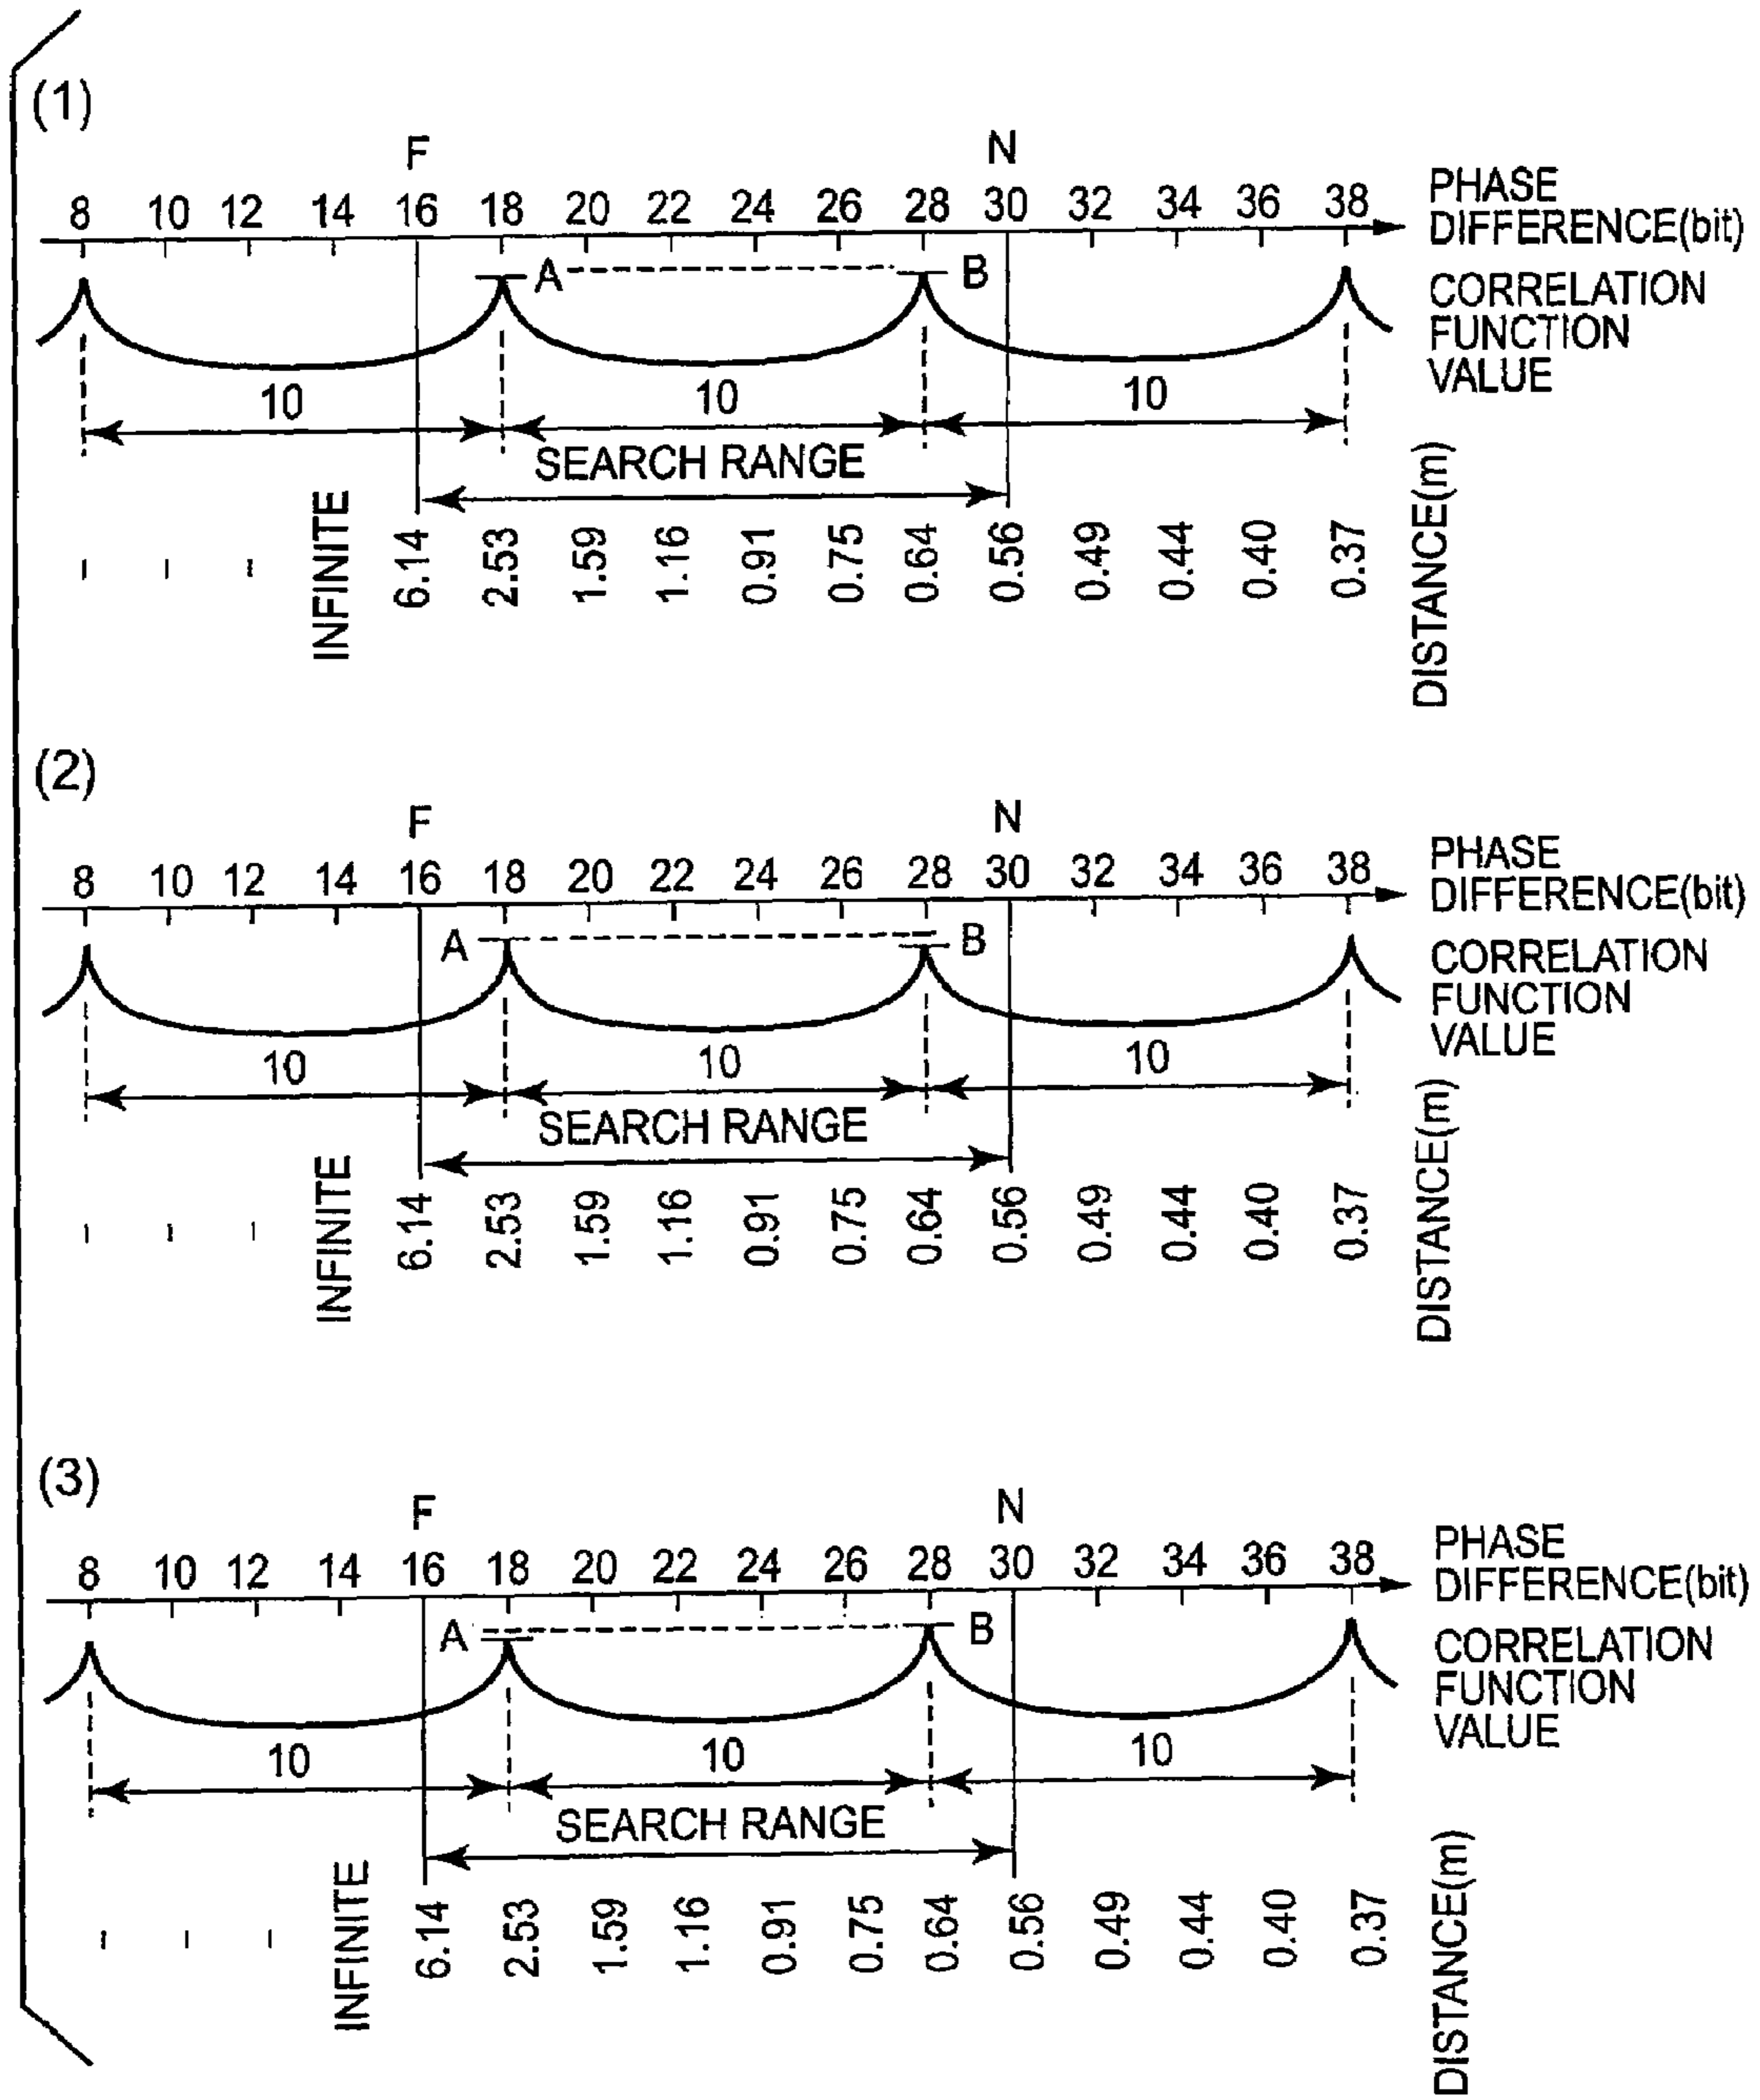 (1)
F N
8 10 12 14 16 18 20 22 24 26 28 30 32 34 36 38
PHASE
DIFFERENCE(bit)
A B
CORRELATION
FUNCTION
VALUE
10 10 10
SEARCH RANGE
INFINITE 6.14 2.53 1.59 1.16 0.91 0.75 0.64 0.56 0.49 0.44 0.40 0.37
DISTANCE(m)
(2)
F N
8 10 12 14 16 18 20 22 24 26 28 30 32 34 36 38
PHASE
DIFFERENCE(bit)
A B
CORRELATION
FUNCTION
VALUE
10 10 10
SEARCH RANGE
INFINITE 6.14 2.53 1.59 1.16 0.91 0.75 0.64 0.56 0.49 0.44 0.40 0.37
DISTANCE(m)
(3)
F N
8 10 12 14 16 18 20 22 24 26 28 30 32 34 36 38
PHASE
DIFFERENCE(bit)
A B
CORRELATION
FUNCTION
VALUE
10 10 10
SEARCH RANGE
INFINITE 6.14 2.53 1.59 1.16 0.91 0.75 0.64 0.56 0.49 0.44 0.40 0.37
DISTANCE(m)